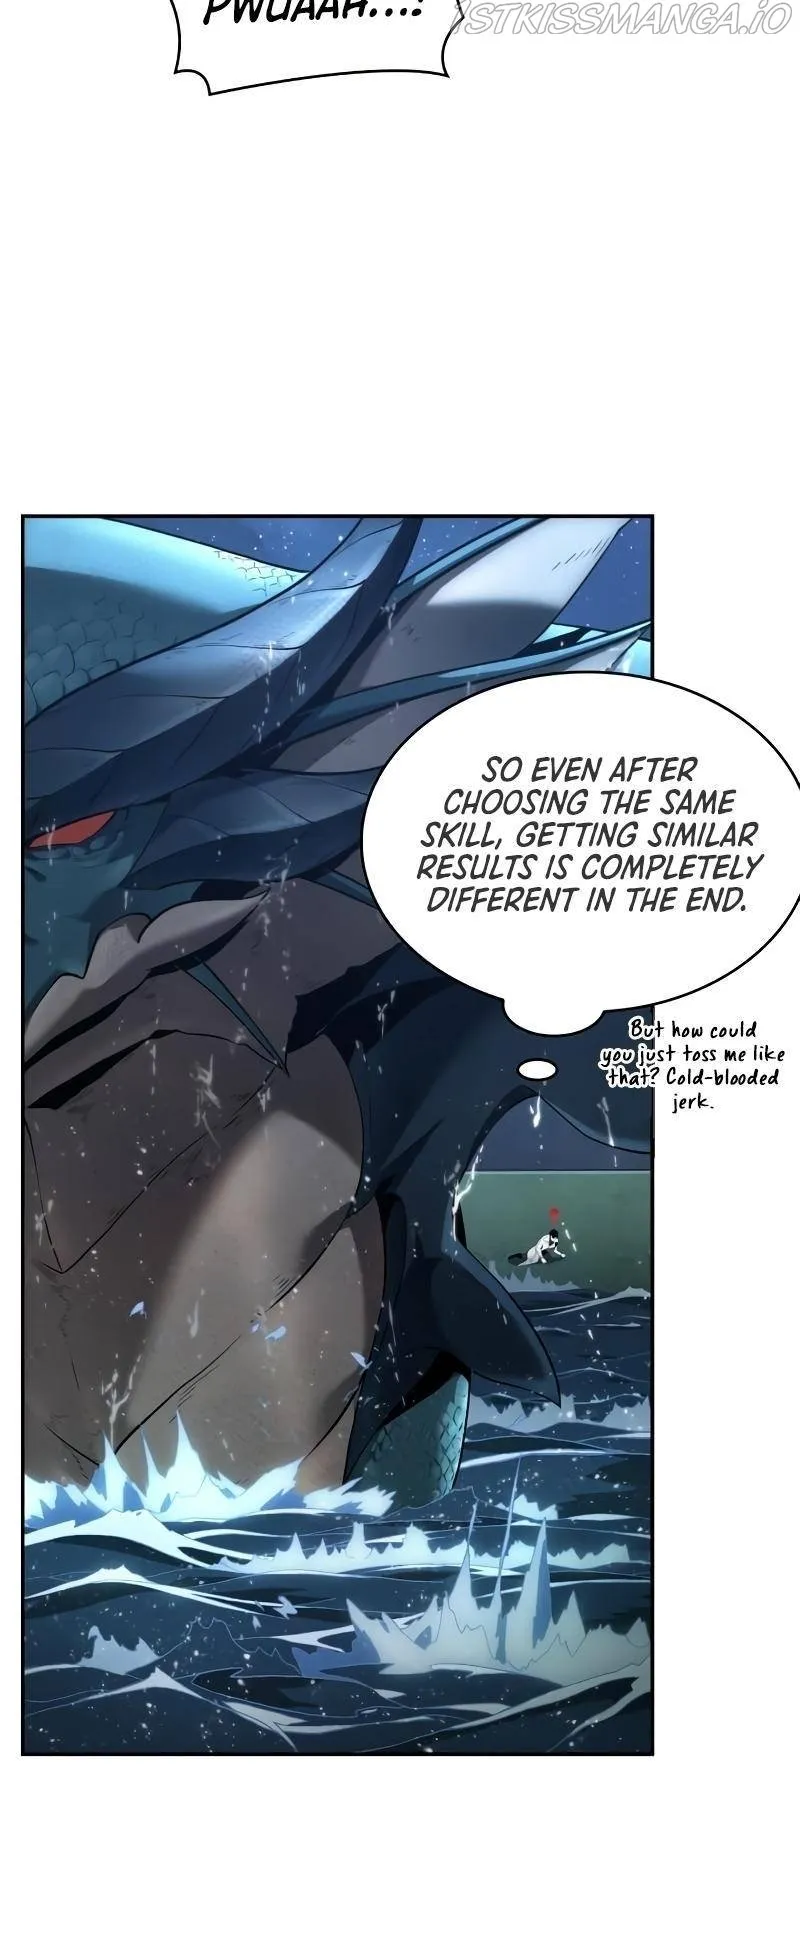 PWUAAH...!
1STKISSMANGA.IO
SO EVEN AFTER
CHOOSING THE SAME
SKILL, GETTING SIMILAR
RESULTS IS COMPLETELY
DIFFERENT IN THE END.
But how could
you just toss me like
that? Cold-blooded
jerk.